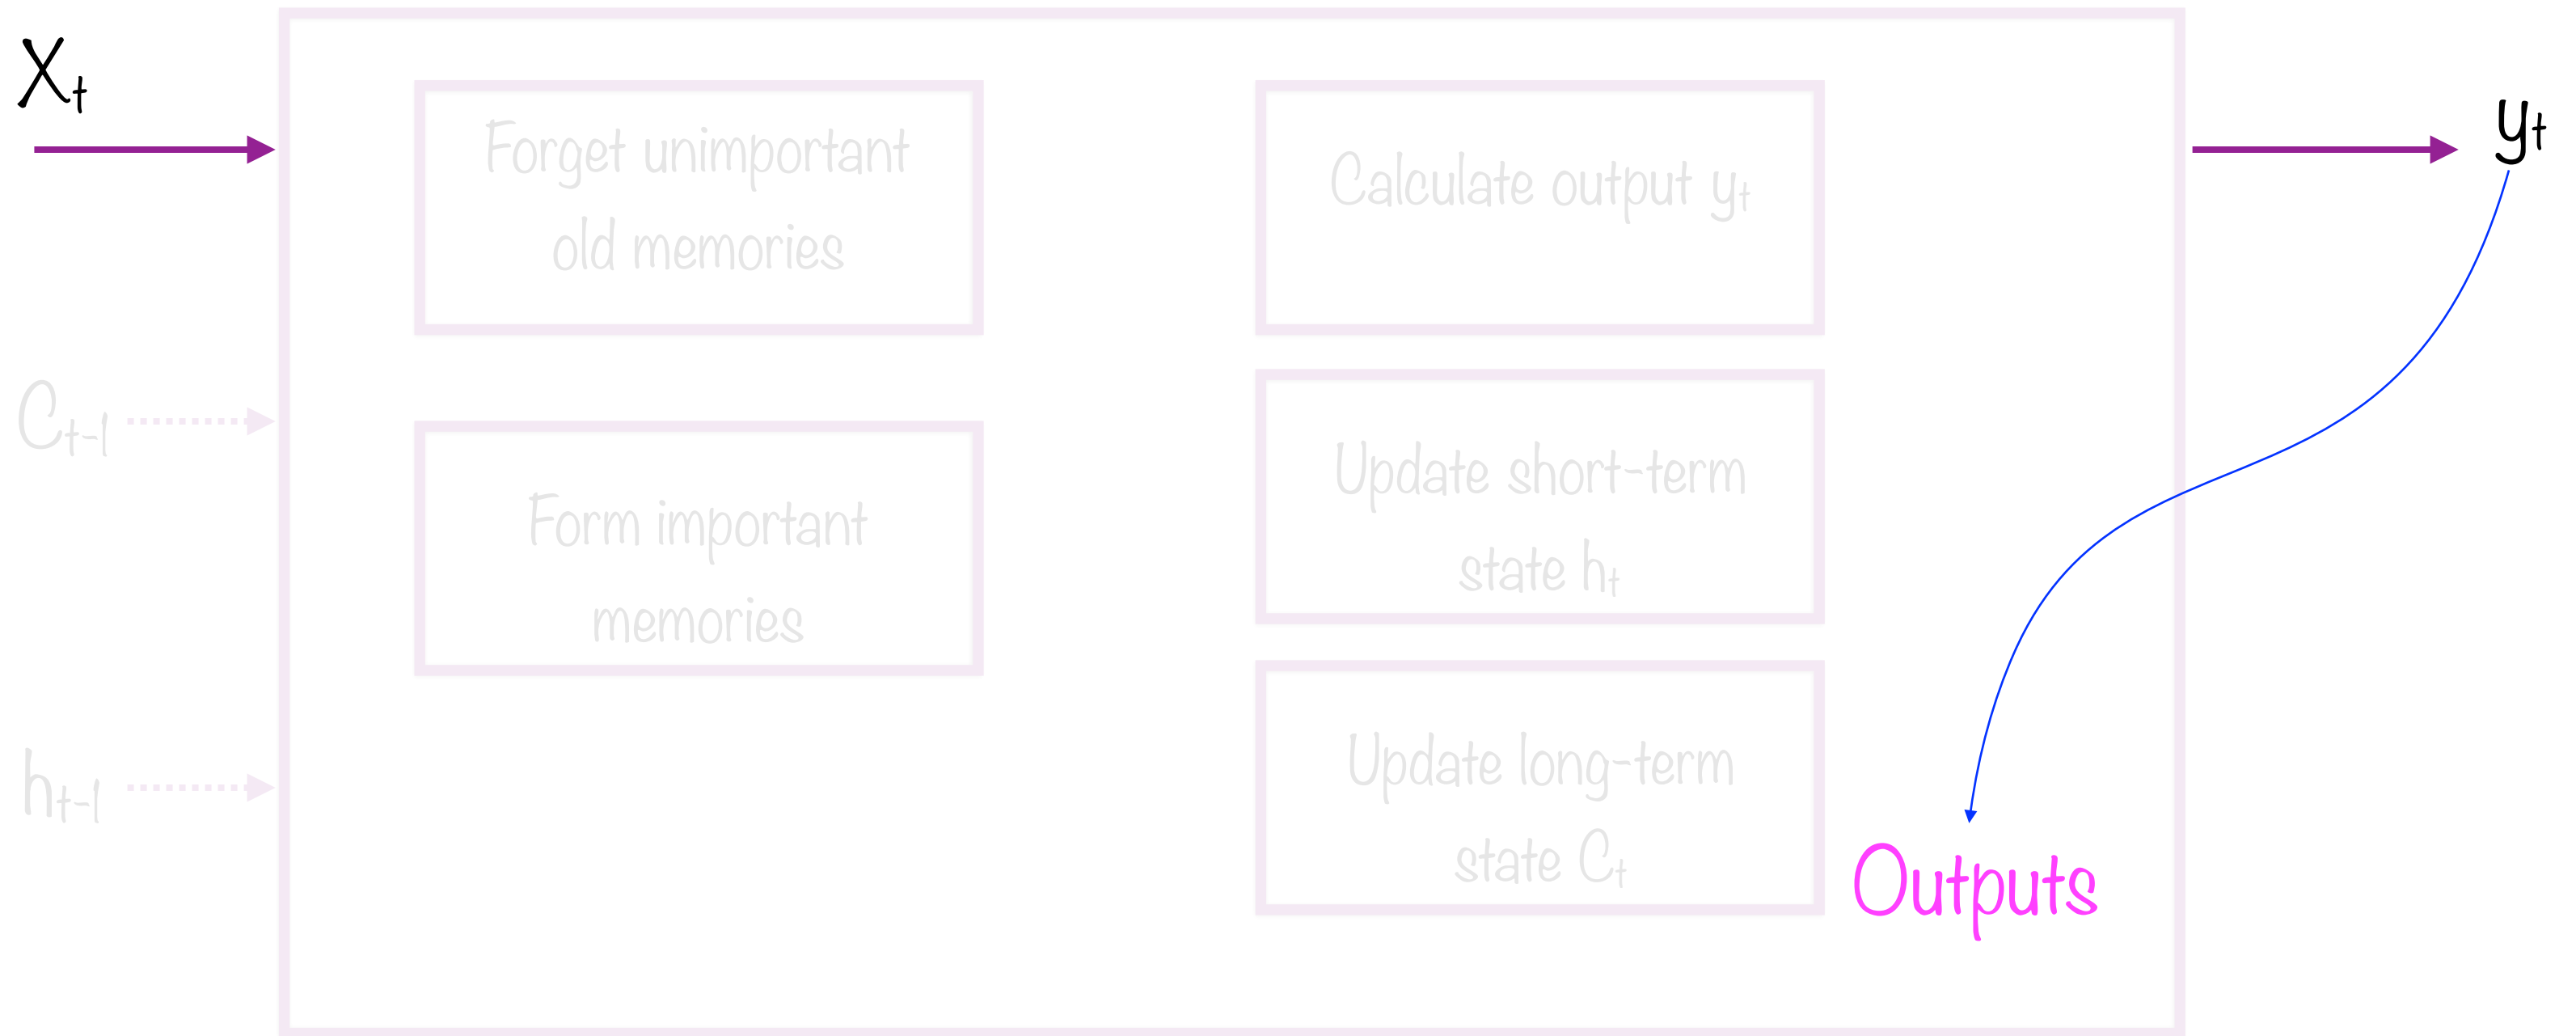 Xₜ
Cₜ₋₁
hₜ₋₁
Forget unimportant
old memories
Form important
memories
Calculate output yₜ
Update short-term
state hₜ
Update long-term
state Cₜ
yₜ
Outputs